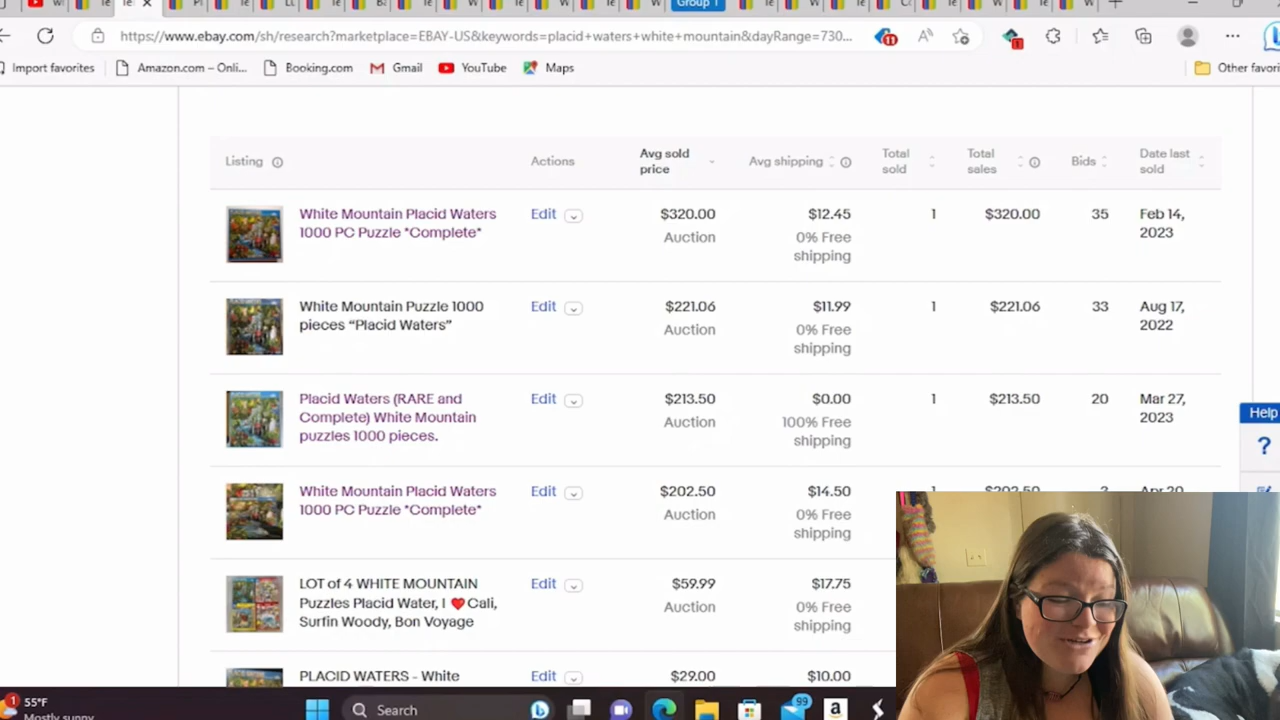 Group 1
https://www.ebay.com/sh/research?marketplace=EBAY-US&keywords=placid+waters+white+mountain&dayRange=730...
11
1
Import favorites
Amazon.com – Onli...
Booking.com
Gmail
YouTube
Maps
Other favori
Listing
Actions
Avg sold price
Avg shipping
Total sold
Total sales
Bids
Date last sold
White Mountain Placid Waters
1000 PC Puzzle *Complete*
Edit
$320.00
Auction
$12.45
0% Free
shipping
1
$320.00
35
Feb 14,
2023
White Mountain Puzzle 1000
pieces “Placid Waters”
Edit
$221.06
Auction
$11.99
0% Free
shipping
1
$221.06
33
Aug 17,
2022
Placid Waters (RARE and
Complete) White Mountain
puzzles 1000 pieces.
Edit
$213.50
Auction
$0.00
100% Free
shipping
1
$213.50
20
Mar 27,
2023
Help
?
White Mountain Placid Waters
1000 PC Puzzle *Complete*
Edit
$202.50
Auction
$14.50
0% Free
shipping
LOT of 4 WHITE MOUNTAIN
Puzzles Placid Water, I ❤️ Cali,
Surfin Woody, Bon Voyage
Edit
$59.99
Auction
$17.75
0% Free
shipping
PLACID WATERS - White
Edit
$29.00
$10.00
1
55°F
Mostly sunny
Search
99